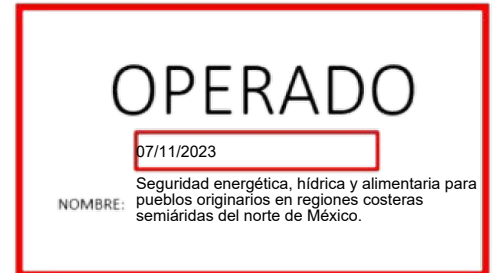 OPERADO
07/11/2023
Seguridad energética, hídrica y alimentaria para
NOMBRE: pueblos originarios en regiones costeras
semiáridas del norte de México.